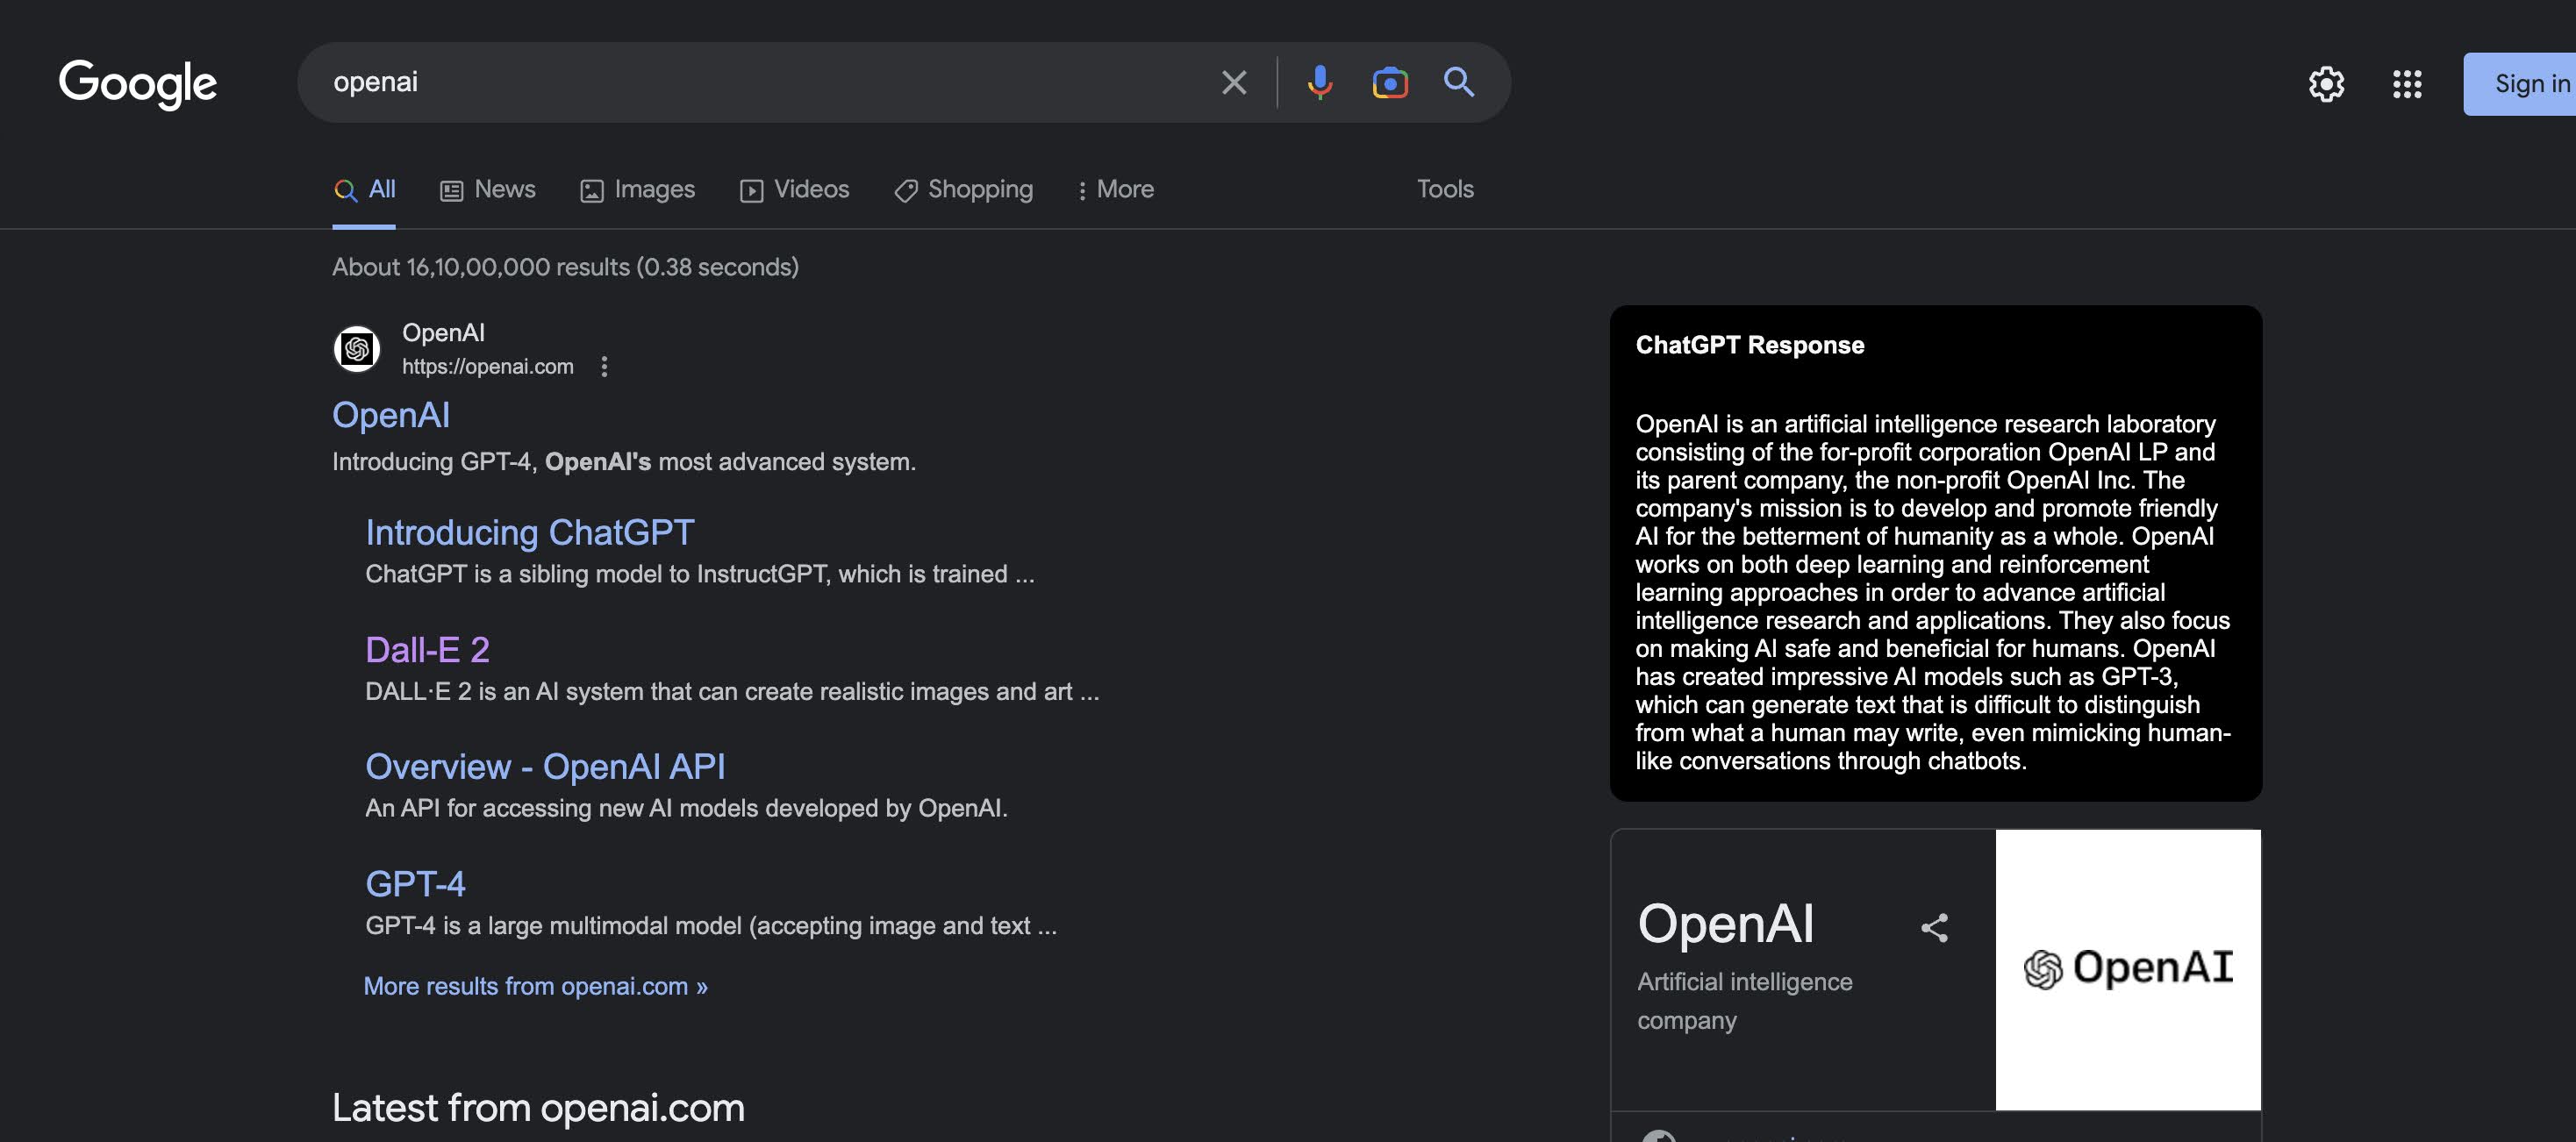 Google
openai
Sign in
All
News
Images
Videos
Shopping
More
Tools
About 16,10,00,000 results (0.38 seconds)
OpenAI
https://openai.com
OpenAI
Introducing GPT-4, OpenAI's most advanced system.
Introducing ChatGPT
ChatGPT is a sibling model to InstructGPT, which is trained ...
Dall-E 2
DALL·E 2 is an AI system that can create realistic images and art ...
Overview - OpenAI API
An API for accessing new AI models developed by OpenAI.
GPT-4
GPT-4 is a large multimodal model (accepting image and text ...
More results from openai.com »
Latest from openai.com
ChatGPT Response
OpenAI is an artificial intelligence research laboratory
consisting of the for-profit corporation OpenAI LP and
its parent company, the non-profit OpenAI Inc. The
company's mission is to develop and promote friendly
AI for the betterment of humanity as a whole. OpenAI
works on both deep learning and reinforcement
learning approaches in order to advance artificial
intelligence research and applications. They also focus
on making AI safe and beneficial for humans. OpenAI
has created impressive AI models such as GPT-3,
which can generate text that is difficult to distinguish
from what a human may write, even mimicking human-
like conversations through chatbots.
OpenAI
Artificial intelligence
company
OpenAI